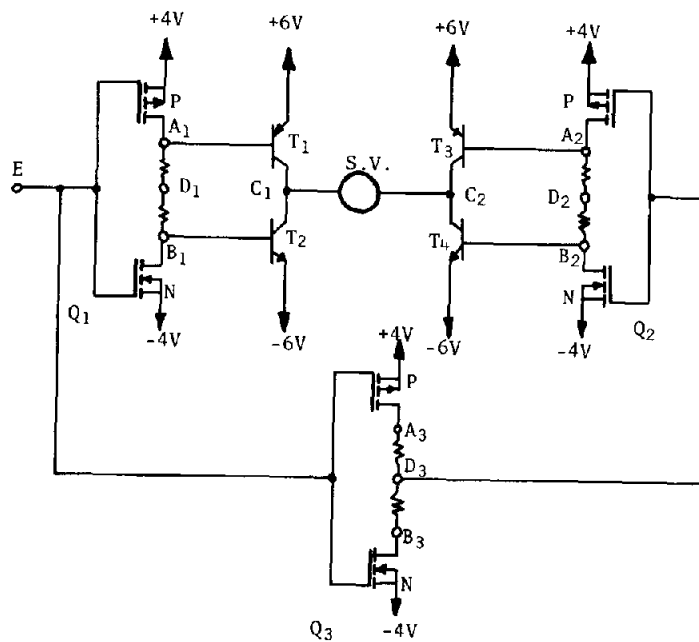 +6V
+6V
+4V
+4V
P
P
A1
A2
T1
T3
E
S.V.
D1
C1
C2
D2
B1
T2
T4
B2
N
N
Q1
-4V
-4V
Q2
-6V
-6V
+4V
P
A3
D3
B3
N
Q3
-4V